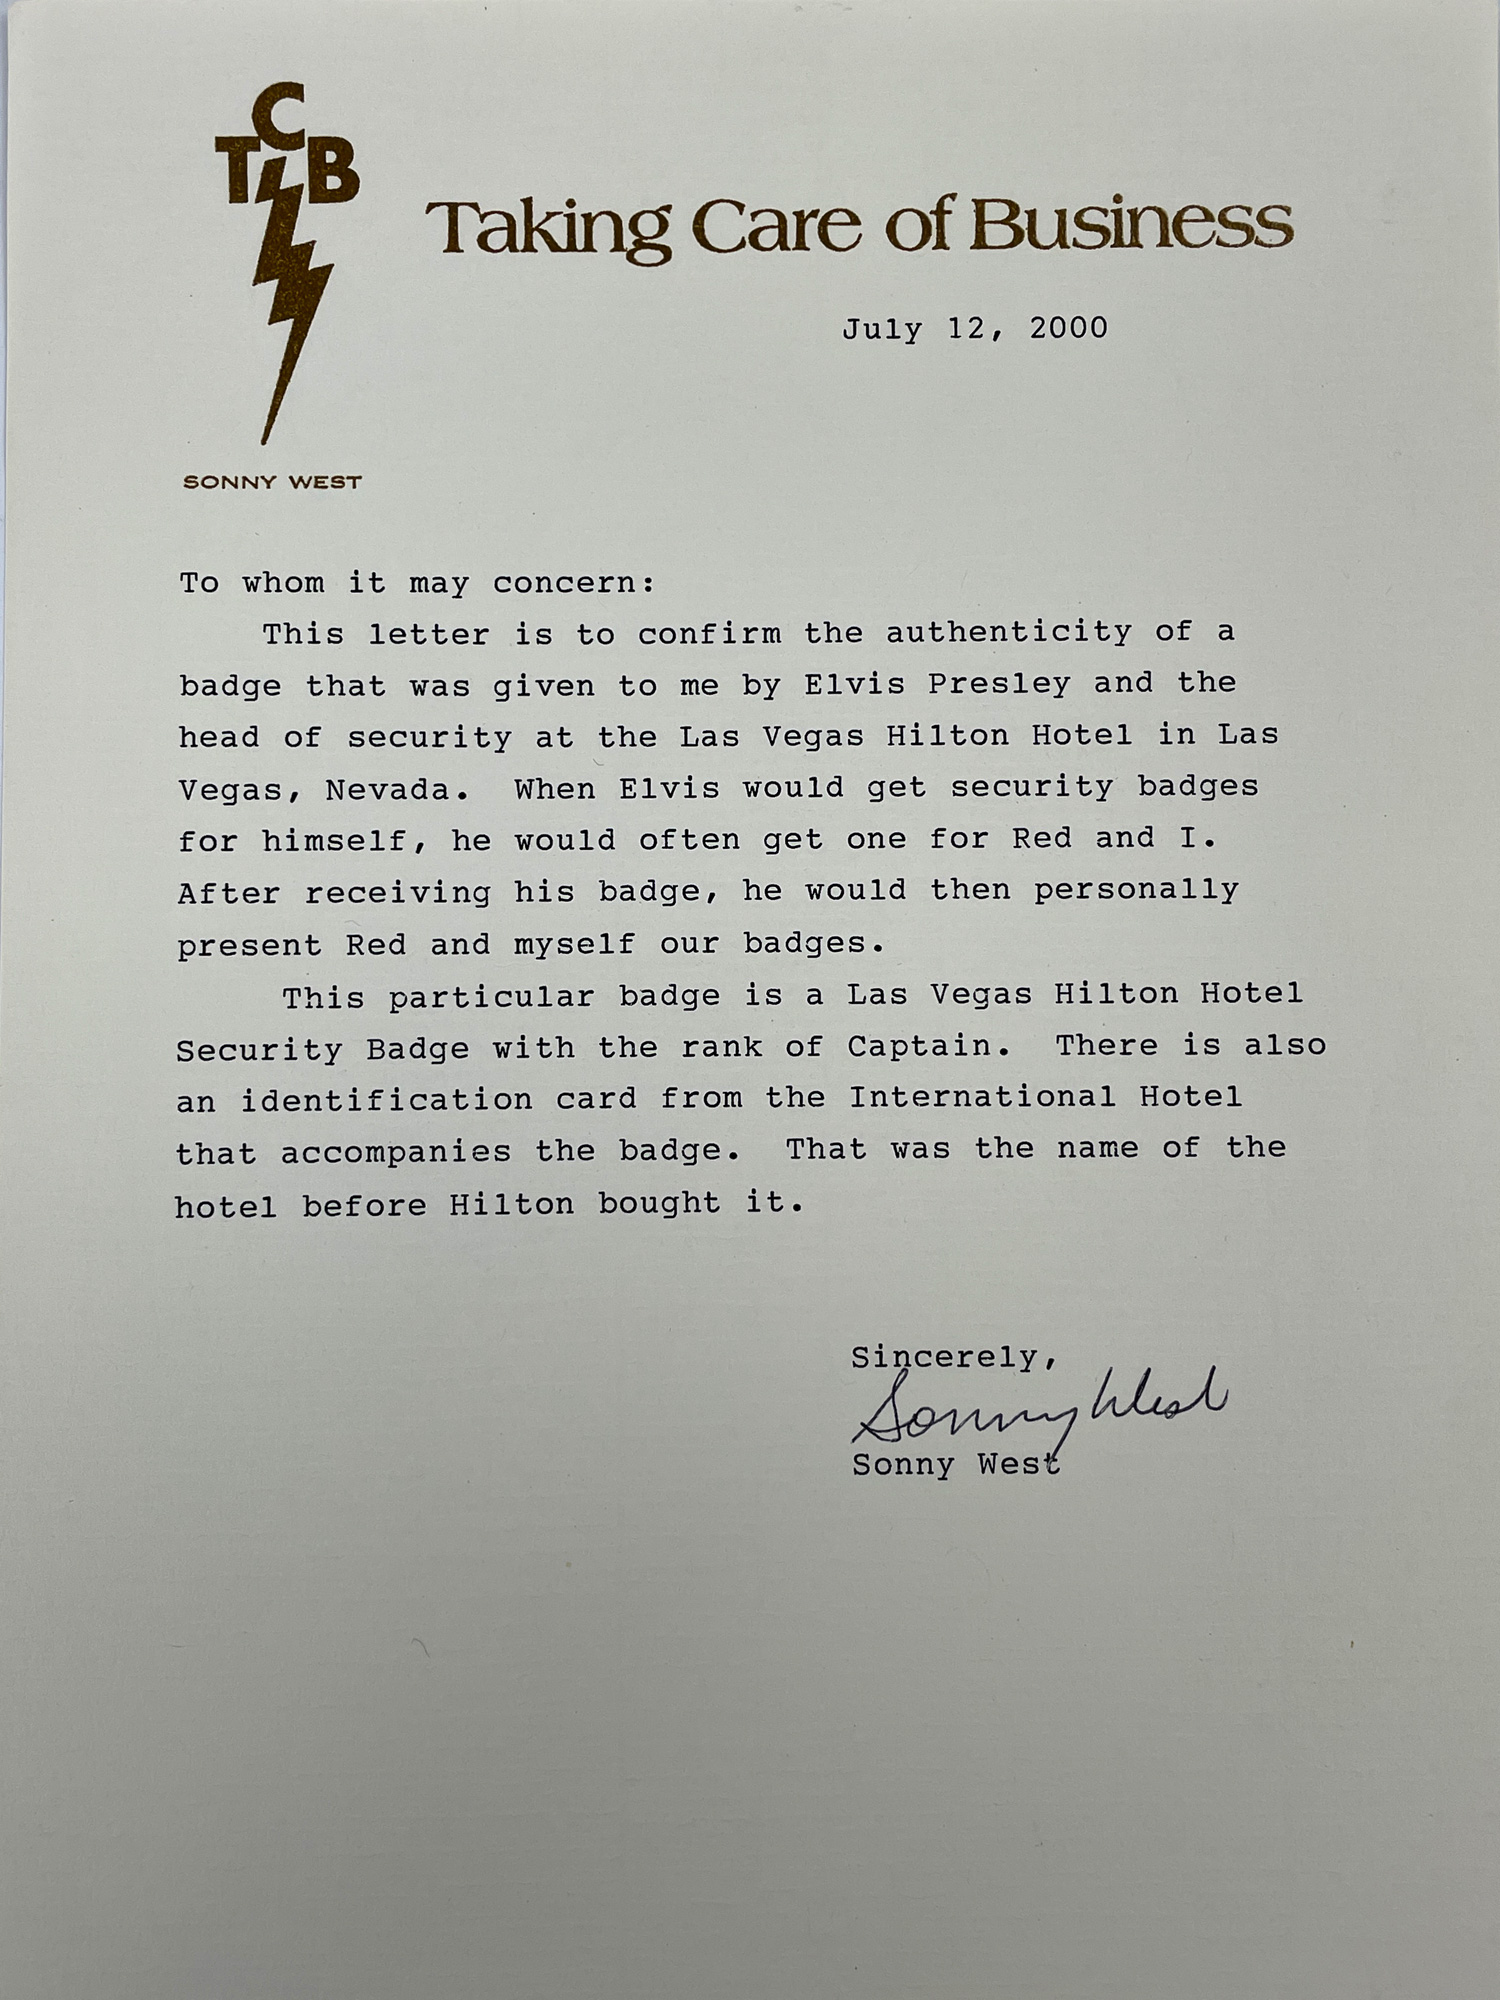 TCB
Taking Care of Business
July 12, 2000
SONNY WEST
To whom it may concern:
This letter is to confirm the authenticity of a
badge that was given to me by Elvis Presley and the
head of security at the Las Vegas Hilton Hotel in Las
Vegas, Nevada.  When Elvis would get security badges
for himself, he would often get one for Red and I.
After receiving his badge, he would then personally
present Red and myself our badges.
This particular badge is a Las Vegas Hilton Hotel
Security Badge with the rank of Captain.  There is also
an identification card from the International Hotel
that accompanies the badge.  That was the name of the
hotel before Hilton bought it.
Sincerely,
Sonny West
Sonny West